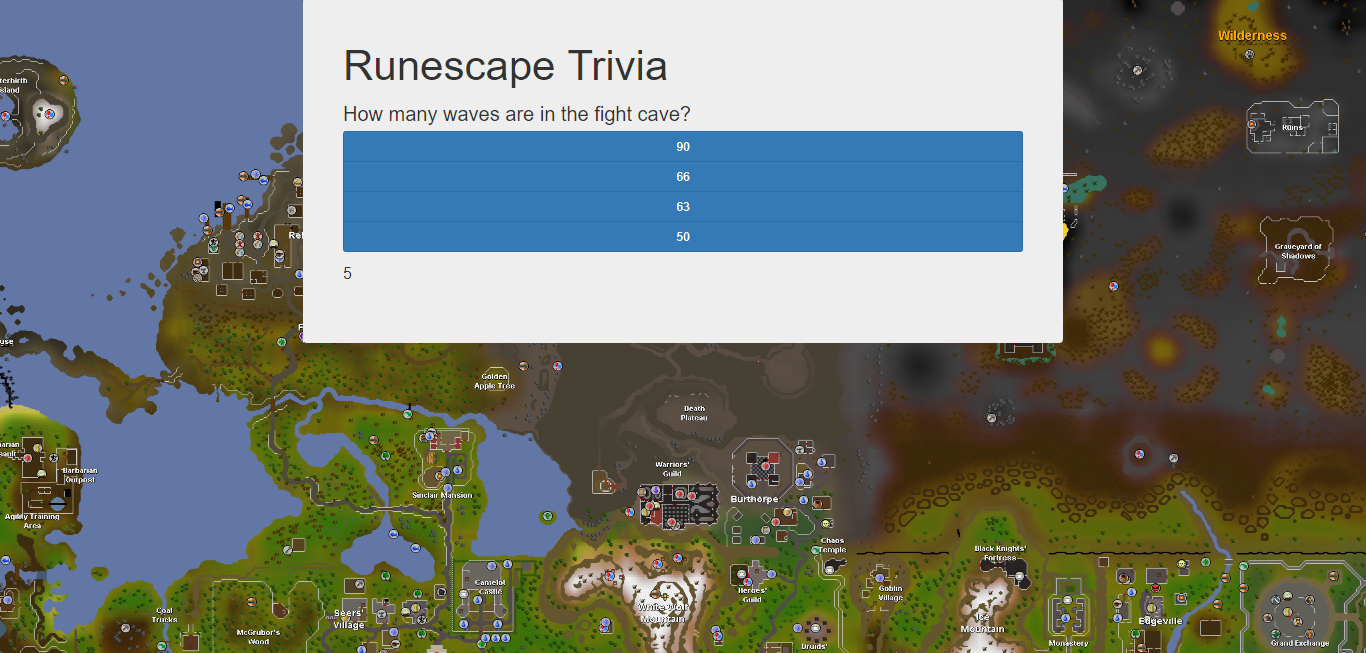 Wilderness
Runescape Trivia
How many waves are in the fight cave?
90
66
63
50
5
Ruins
Graveyard of
Shadows
Golden
Apple Tree
Death
Plateau
Warriors'
Guild
Burthorpe
Sinclair Mansion
Barbarian
Outpost
Agility Training
Area
Chaos
Temple
Black Knights'
Fortress
Camelot
Castle
Heroes'
Guild
Goblin
Village
White Wolf
Mountain
Coal
Trucks
Seers'
Village
McGrubor's
Wood
Ice
Mountain
Edgeville
Monastery
Grand Exchange
Druids'